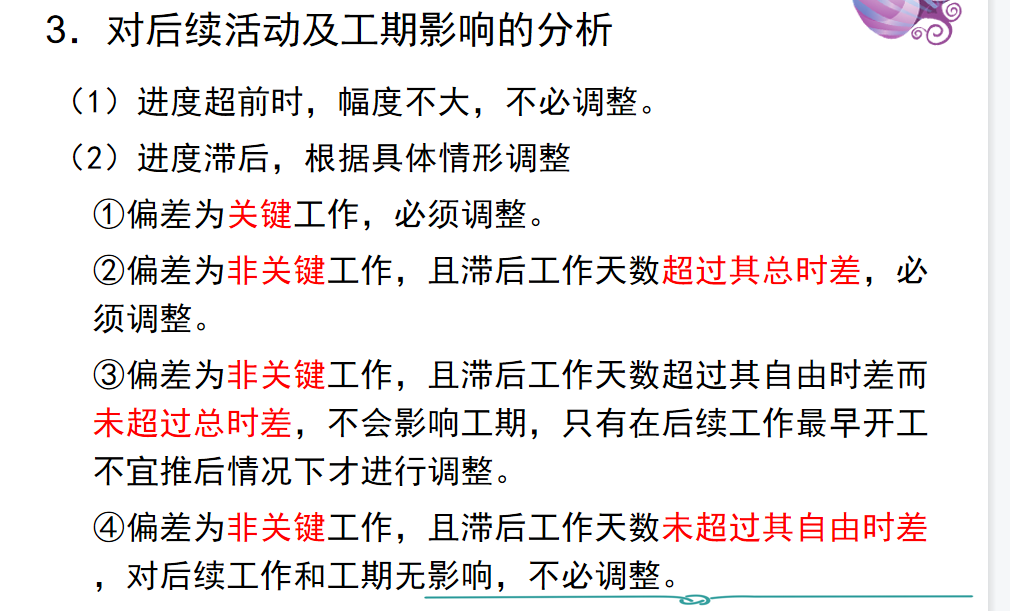 3. 对后续活动及工期影响的分析
（1）进度超前时，幅度不大，不必调整。
（2）进度滞后，根据具体情形调整
①偏差为关键工作，必须调整。
②偏差为非关键工作，且滞后工作天数超过其总时差，必
须调整。
③偏差为非关键工作，且滞后工作天数超过其自由时差而
未超过总时差，不会影响工期，只有在后续工作最早开工
不宜推后情况下才进行调整。
④偏差为非关键工作，且滞后工作天数未超过其自由时差
，对后续工作和工期无影响，不必调整。